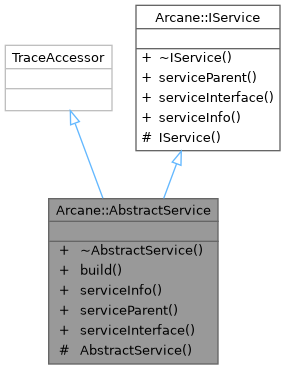 Arcane::IService
+ ~IService()
+ serviceParent()
+ serviceInterface()
+ serviceInfo()
# IService()
TraceAccessor
Arcane::AbstractService
+ ~AbstractService()
+ build()
+ serviceInfo()
+ serviceParent()
+ serviceInterface()
# AbstractService()